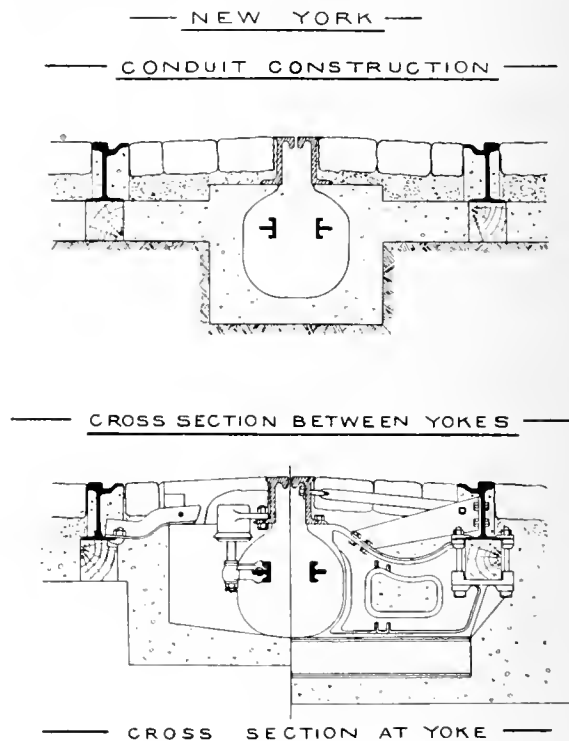 NEW YORK
CONDUIT CONSTRUCTION
CROSS SECTION BETWEEN YOKES
CROSS SECTION AT YOKE